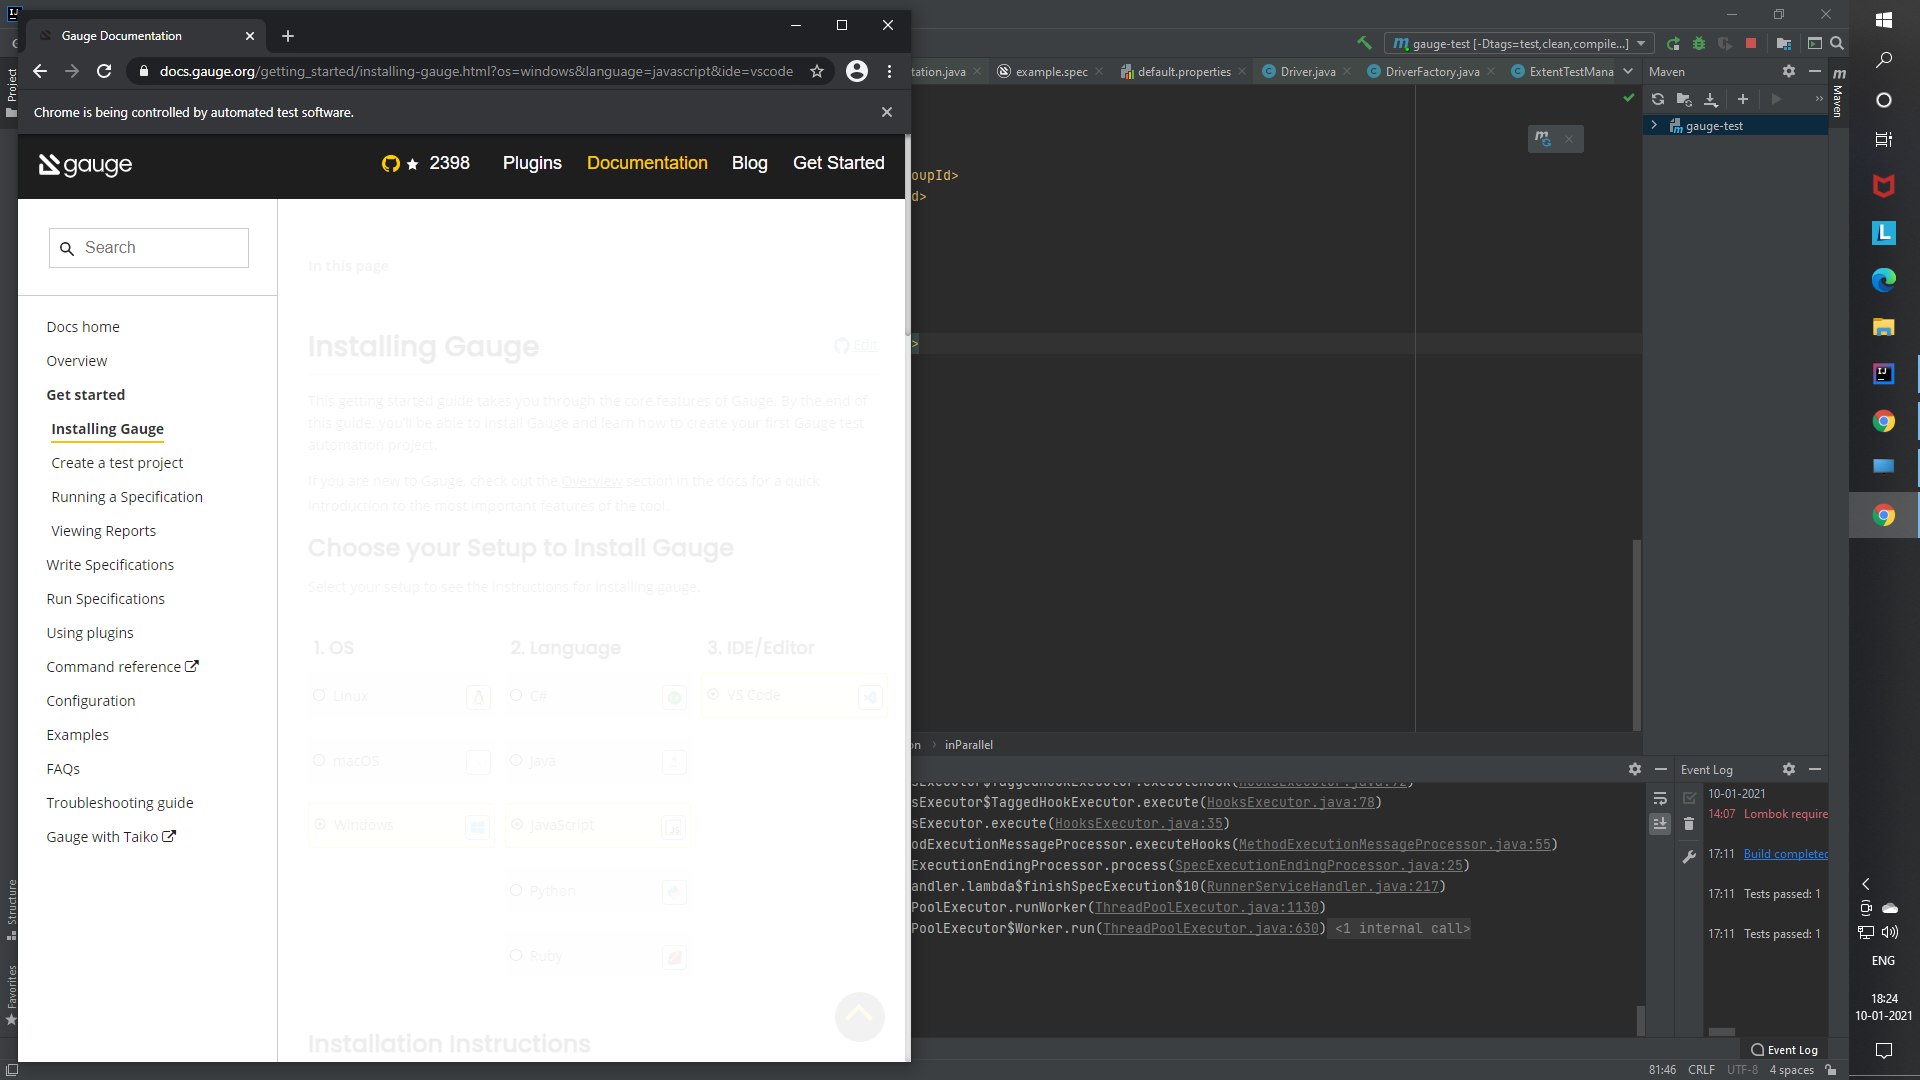 Gauge Documentation
docs.gauge.org/getting_started/installing-gauge.html?os=windows&language=javascript&ide=vscode
Chrome is being controlled by automated test software.
gauge
2398
Plugins
Documentation
Blog
Get Started
Search
Docs home
Overview
Get started
Installing Gauge
Create a test project
Running a Specification
Viewing Reports
Write Specifications
Run Specifications
Using plugins
Command reference
Configuration
Examples
FAQs
Troubleshooting guide
Gauge with Taiko
In this page
Installing Gauge
Edit
This getting started guide takes you through the core features of Gauge. By the end of
this guide, you'll be able to install Gauge and learn how to create your first Gauge test
automation project.
If you are new to Gauge, check out the Overview section in the docs for a quick
introduction to the most important features of the tool.
Choose your Setup to Install Gauge
Select your setup to see the instructions for installing gauge.
1. OS
2. Language
3. IDE/Editor
Linux
C#
VS Code
macOS
Java
Windows
JavaScript
JS
Python
Ruby
Installation Instructions
Project
Structure
Favorites
gauge-test [-Dtags=test,clean,compile...]
tation.java
example.spec
default.properties
Driver.java
DriverFactory.java
ExtentTestMana
Maven
Maven
gauge-test
oupId>
d>
>
on
inParallel
sExecutor$TaggedHookExecutor.executeHook(HooksExecutor.java:92)
sExecutor$TaggedHookExecutor.execute(HooksExecutor.java:78)
sExecutor.execute(HooksExecutor.java:35)
odExecutionMessageProcessor.executeHooks(MethodExecutionMessageProcessor.java:55)
ExecutionEndingProcessor.process(SpecExecutionEndingProcessor.java:25)
andler.lambda$finishSpecExecution$10(RunnerServiceHandler.java:217)
PoolExecutor.runWorker(ThreadPoolExecutor.java:1130)
PoolExecutor$Worker.run(ThreadPoolExecutor.java:630) <1 internal call>
Event Log
10-01-2021
14:07 Lombok require
17:11 Build completed
17:11 Tests passed: 1
17:11 Tests passed: 1
Event Log
81:46 CRLF UTF-8 4 spaces
ENG
18:24
10-01-2021